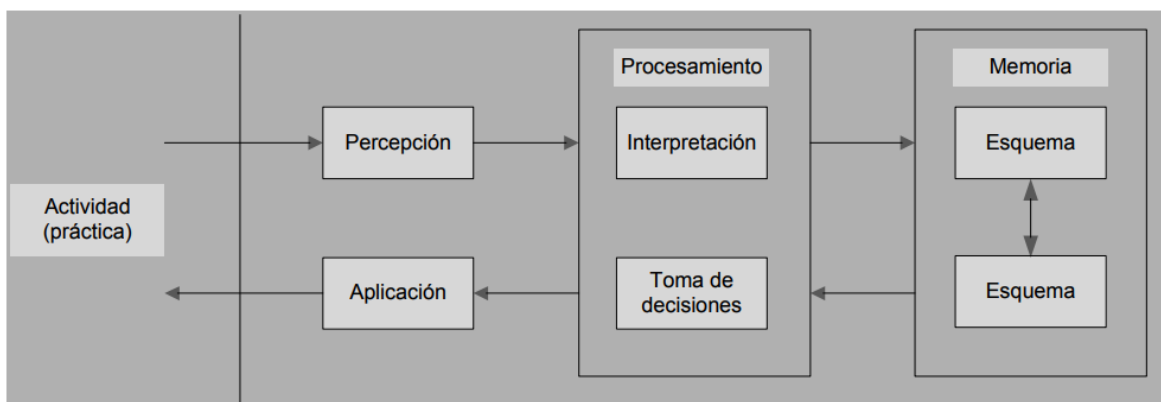 Procesamiento
Memoria
Percepción
Interpretación
Esquema
Actividad
(práctica)
Aplicación
Toma de
decisiones
Esquema